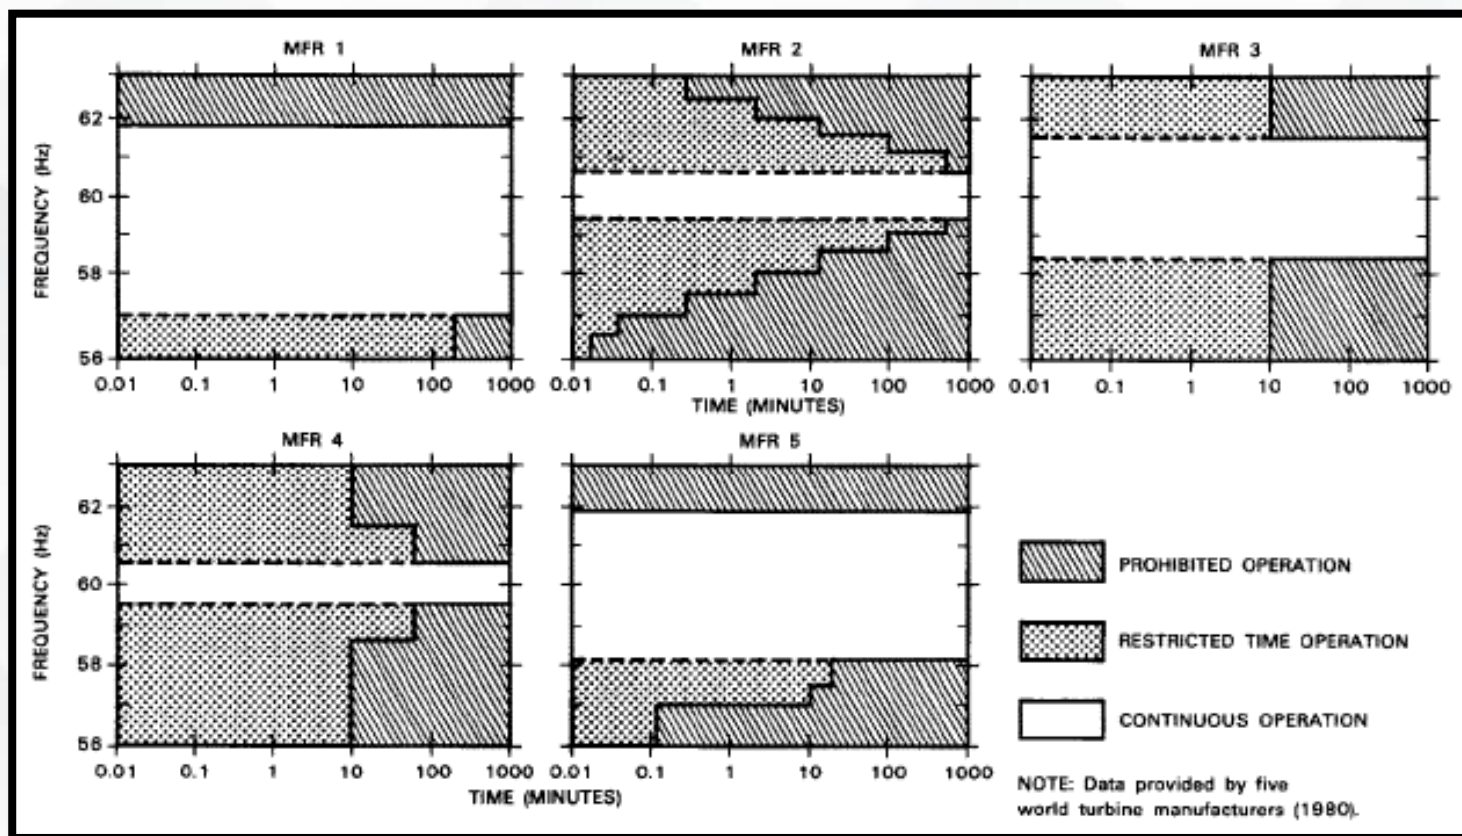 MFR 1
MFR 2
MFR 3
FREQUENCY (Hz)
62
60
58
56
0.01 0.1 1 10 100 1000
0.01 0.1 1 10 100 1000
0.01 0.1 1 10 100 1000
TIME (MINUTES)
MFR 4
MFR 5
FREQUENCY (Hz)
62
60
58
56
0.01 0.1 1 10 100 1000
0.01 0.1 1 10 100 1000
TIME (MINUTES)
PROHIBITED OPERATION
RESTRICTED TIME OPERATION
CONTINUOUS OPERATION
NOTE: Data provided by five
world turbine manufacturers (1980).